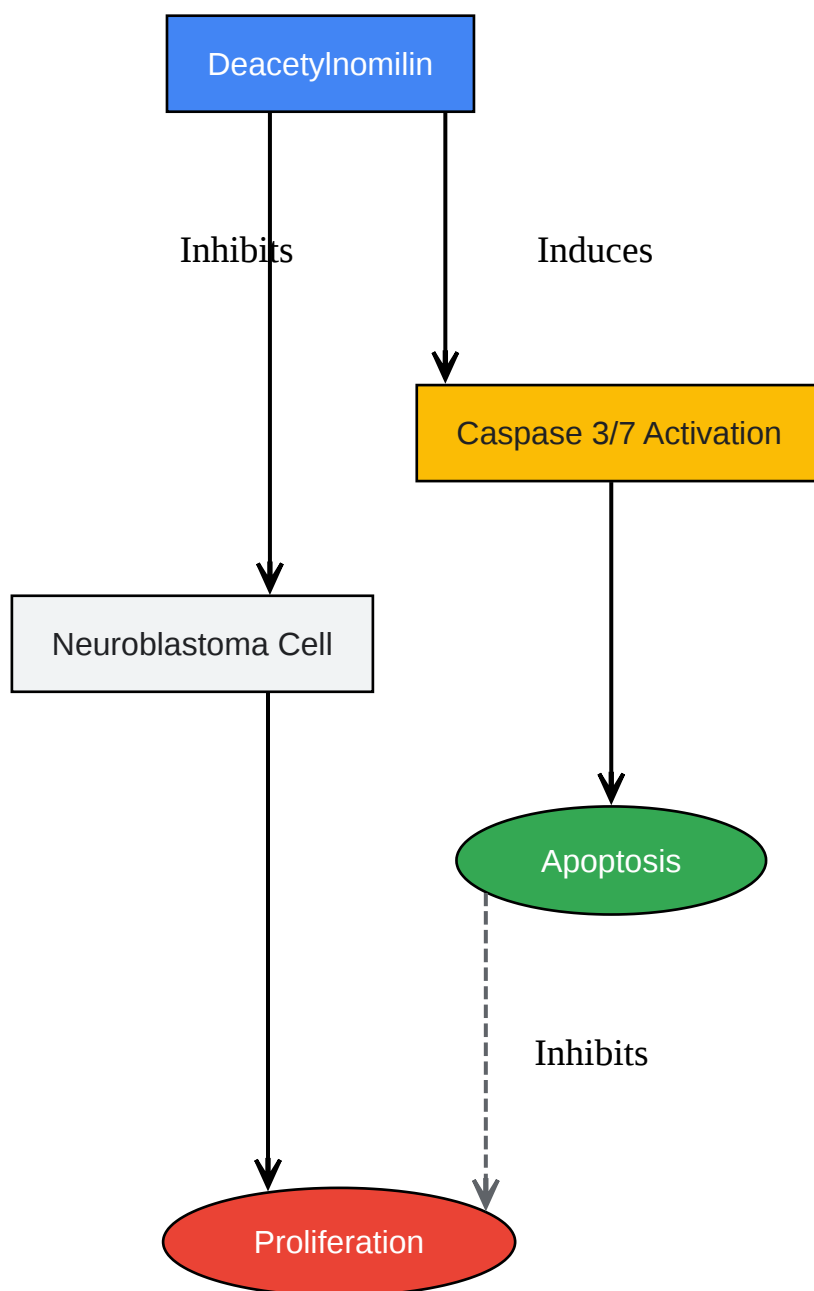 Deacetylnomilin
Inhibits
Induces
Caspase 3/7 Activation
Neuroblastoma Cell
Apoptosis
Inhibits
Proliferation